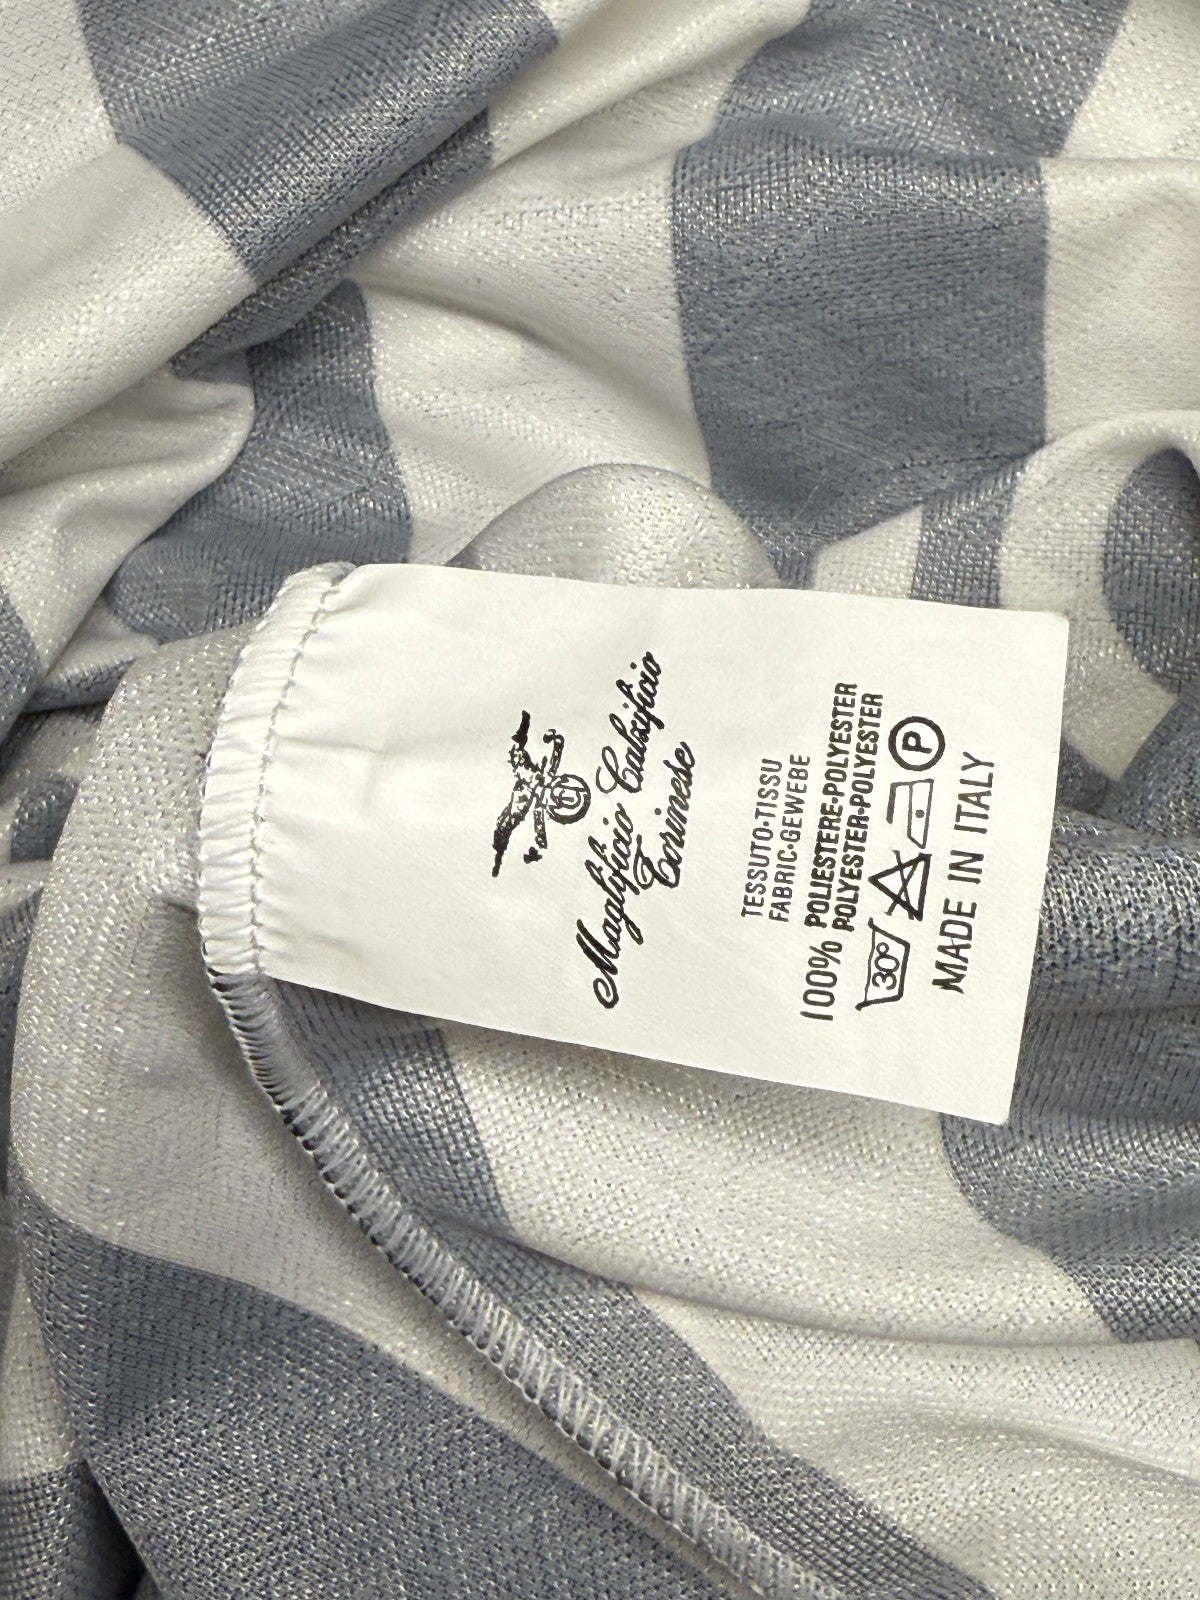 Maglificio Calzificio
Torinese
TESSUTO·TISSU
FABRIC·GEWEBE
100% POLIESTERE·POLYESTER
POLYESTER·POLYESTER
30° P
MADE IN ITALY